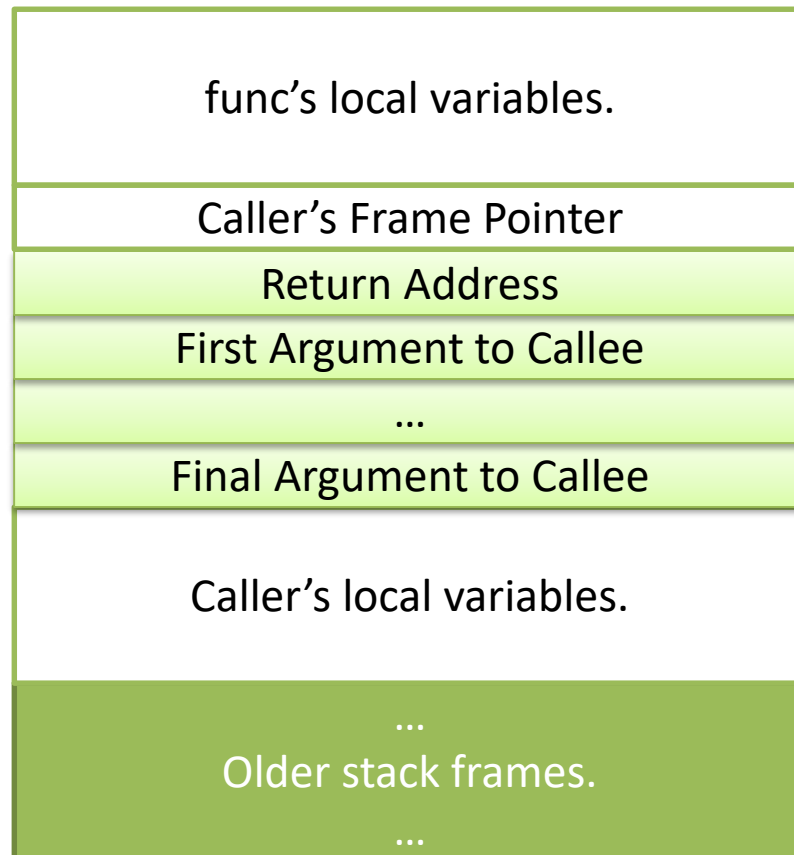 func’s local variables.
Caller’s Frame Pointer
Return Address
First Argument to Callee
…
Final Argument to Callee
Caller’s local variables.
…
Older stack frames.
…